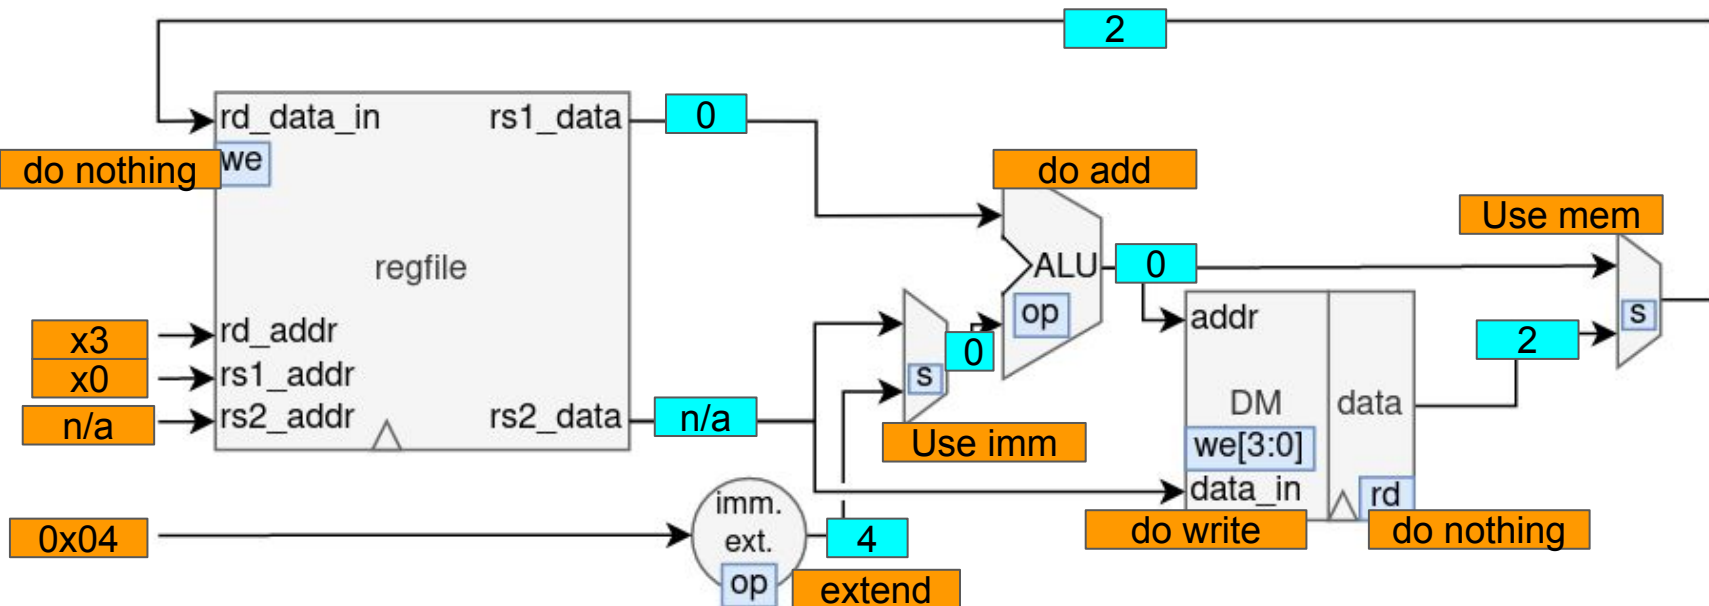 2
rd_data_in
rs1_data
0
we
do nothing
do add
Use mem
regfile
ALU
0
op
s
addr
x3
rd_addr
x0
rs1_addr
n/a
rs2_addr
rs2_data
n/a
0
s
Use imm
2
DM
data
we[3:0]
data_in
rd
do write
do nothing
0x04
imm.
ext.
op
4
extend